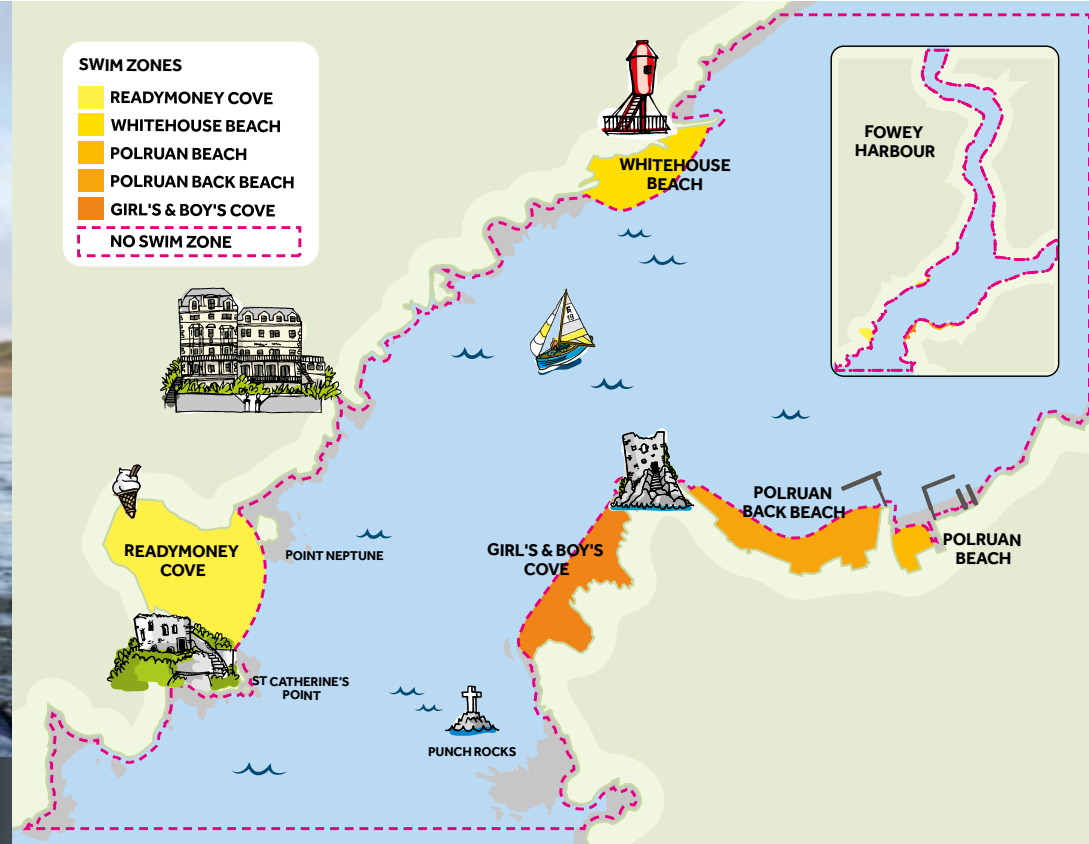 SWIM ZONES
READYMONEY COVE
WHITEHOUSE BEACH
POLRUAN BEACH
POLRUAN BACK BEACH
GIRL'S & BOY'S COVE
NO SWIM ZONE
FOWEY
HARBOUR
WHITEHOUSE
BEACH
POLRUAN
BACK BEACH
POLRUAN
BEACH
GIRL'S & BOY'S
COVE
READYMONEY
COVE
POINT NEPTUNE
ST CATHERINE'S
POINT
PUNCH ROCKS